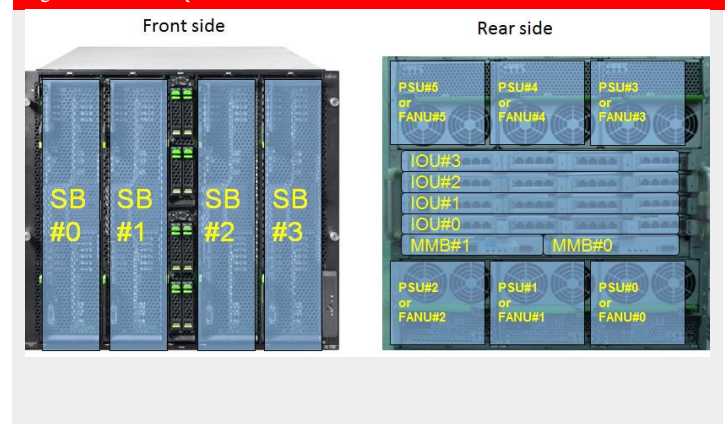 Front side
SB
#0
SB
#1
SB
#2
SB
#3
Rear side
PSU#5
or
FANU#5
PSU#4
or
FANU#4
PSU#3
or
FANU#3
IOU#3
IOU#2
IOU#1
IOU#0
MMB#1
MMB#0
PSU#2
or
FANU#2
PSU#1
or
FANU#1
PSU#0
or
FANU#0